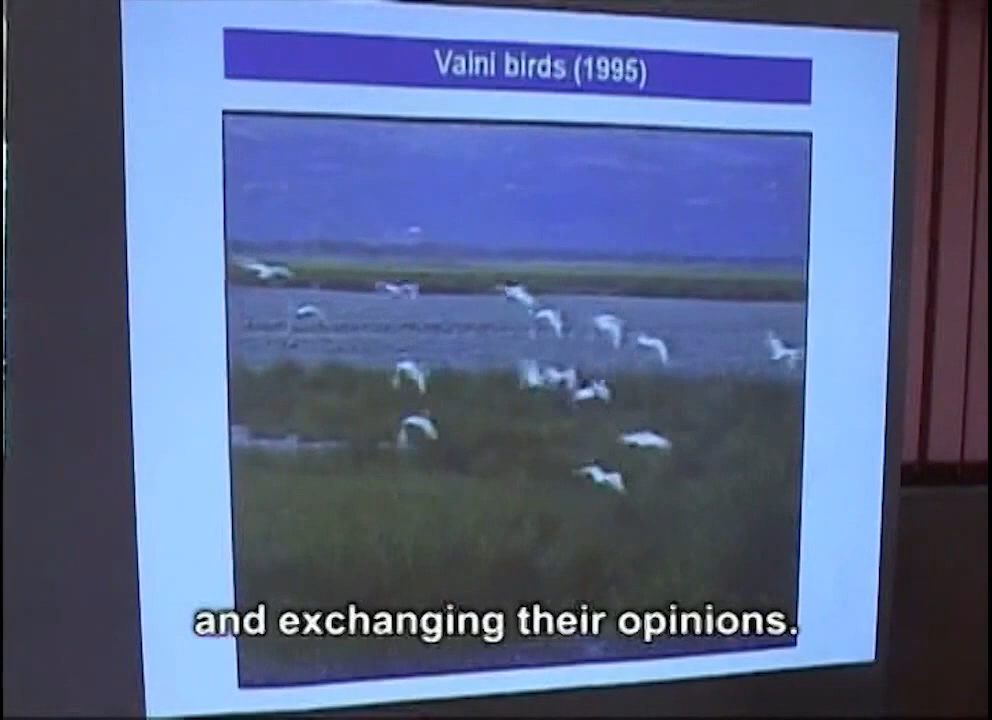 Vaini birds (1995)
and exchanging their opinions.